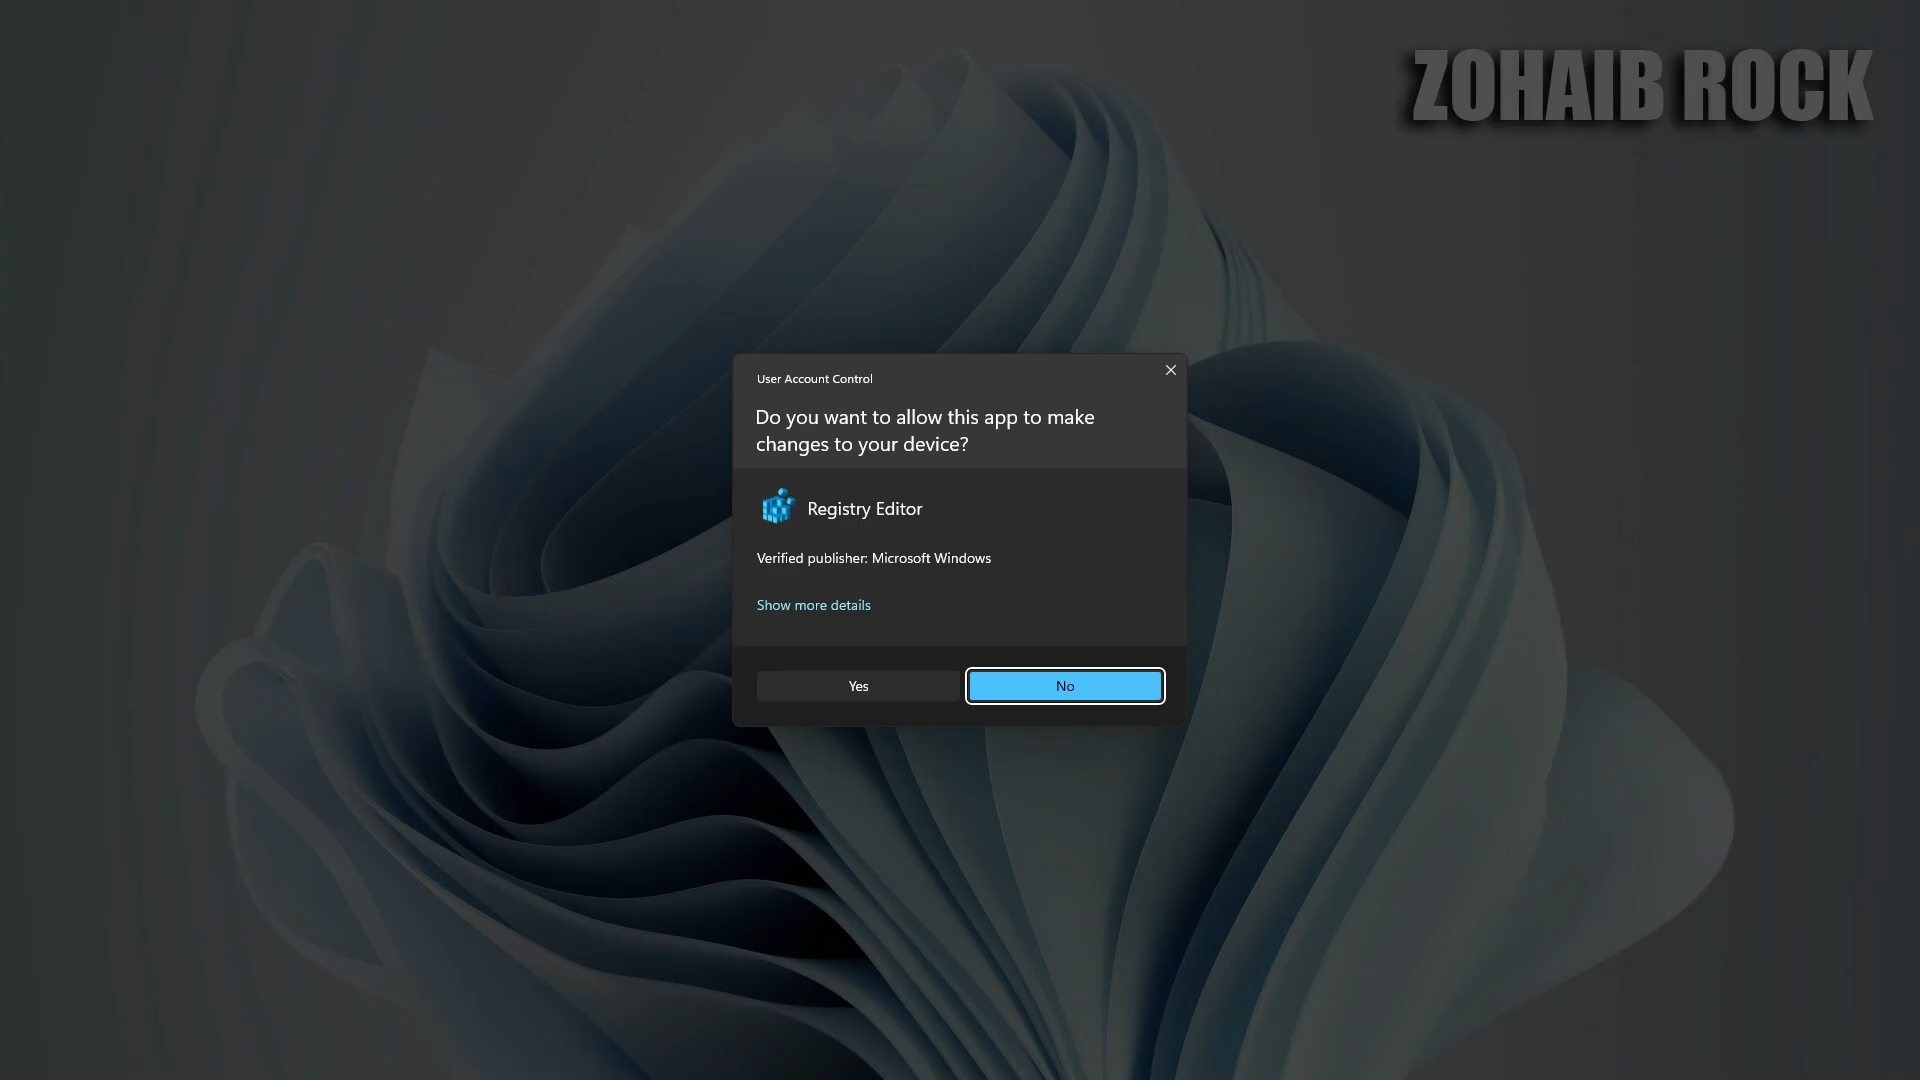 ZOHAIB ROCK
User Account Control
Do you want to allow this app to make
changes to your device?
Registry Editor
Verified publisher: Microsoft Windows
Show more details
Yes
No